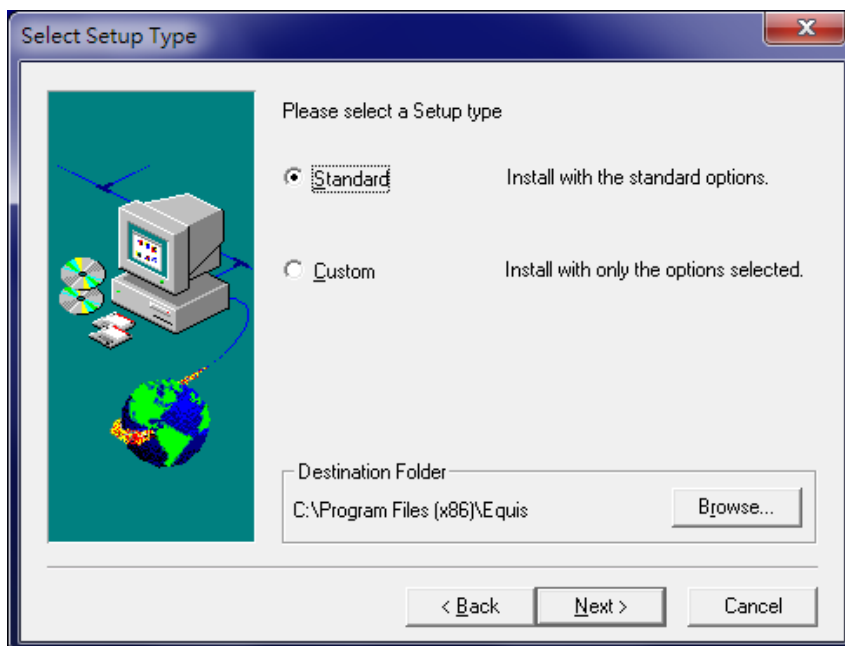 Select Setup Type
Please select a Setup type
Standard Install with the standard options.
Custom Install with only the options selected.
Destination Folder
C:\Program Files (x86)\Equis Browse...
< Back Next > Cancel